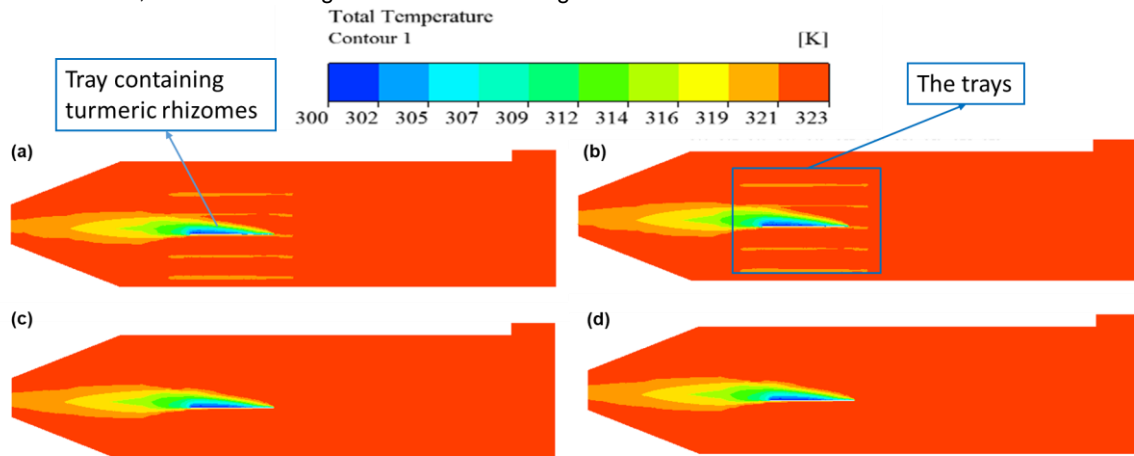 Total Temperature
Contour 1
[K]
Tray containing
turmeric rhizomes
The trays
300 302 305 307 309 312 314 316 319 321 323
(a)
(b)
(c)
(d)